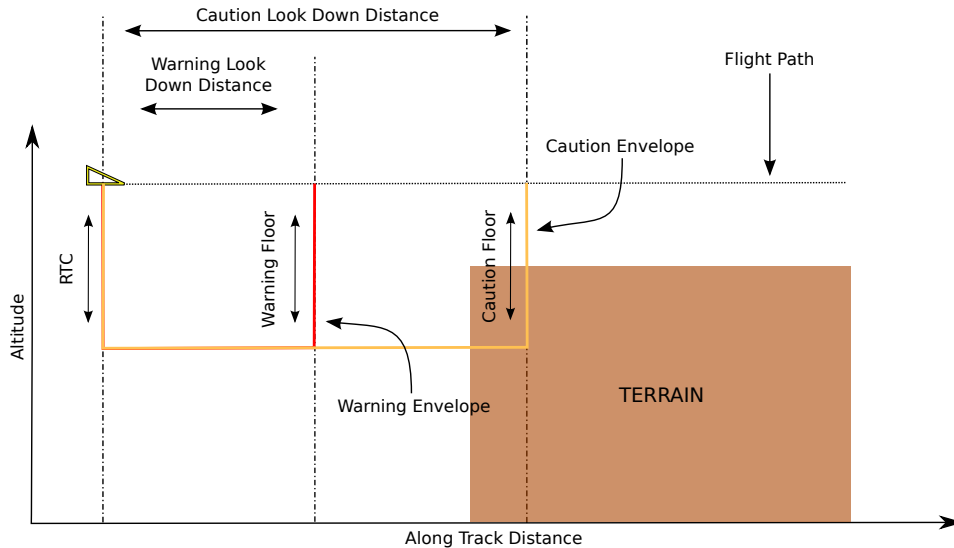 Caution Look Down Distance
Warning Look
Down Distance
Flight Path
Caution Envelope
RTC
Warning Floor
Caution Floor
Altitude
Warning Envelope
TERRAIN
Along Track Distance